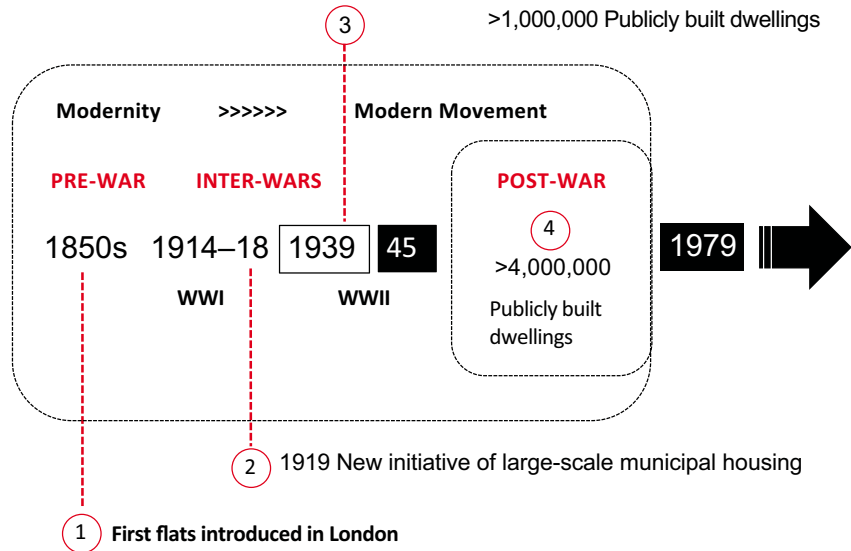 3
>1,000,000 Publicly built dwellings
Modernity >>>>>> Modern Movement
PRE-WAR INTER-WARS POST-WAR
1850s 1914–18 1939 45 4 1979
>4,000,000
WWI WWII
Publicly built
dwellings
2 1919 New initiative of large-scale municipal housing
1 First flats introduced in London